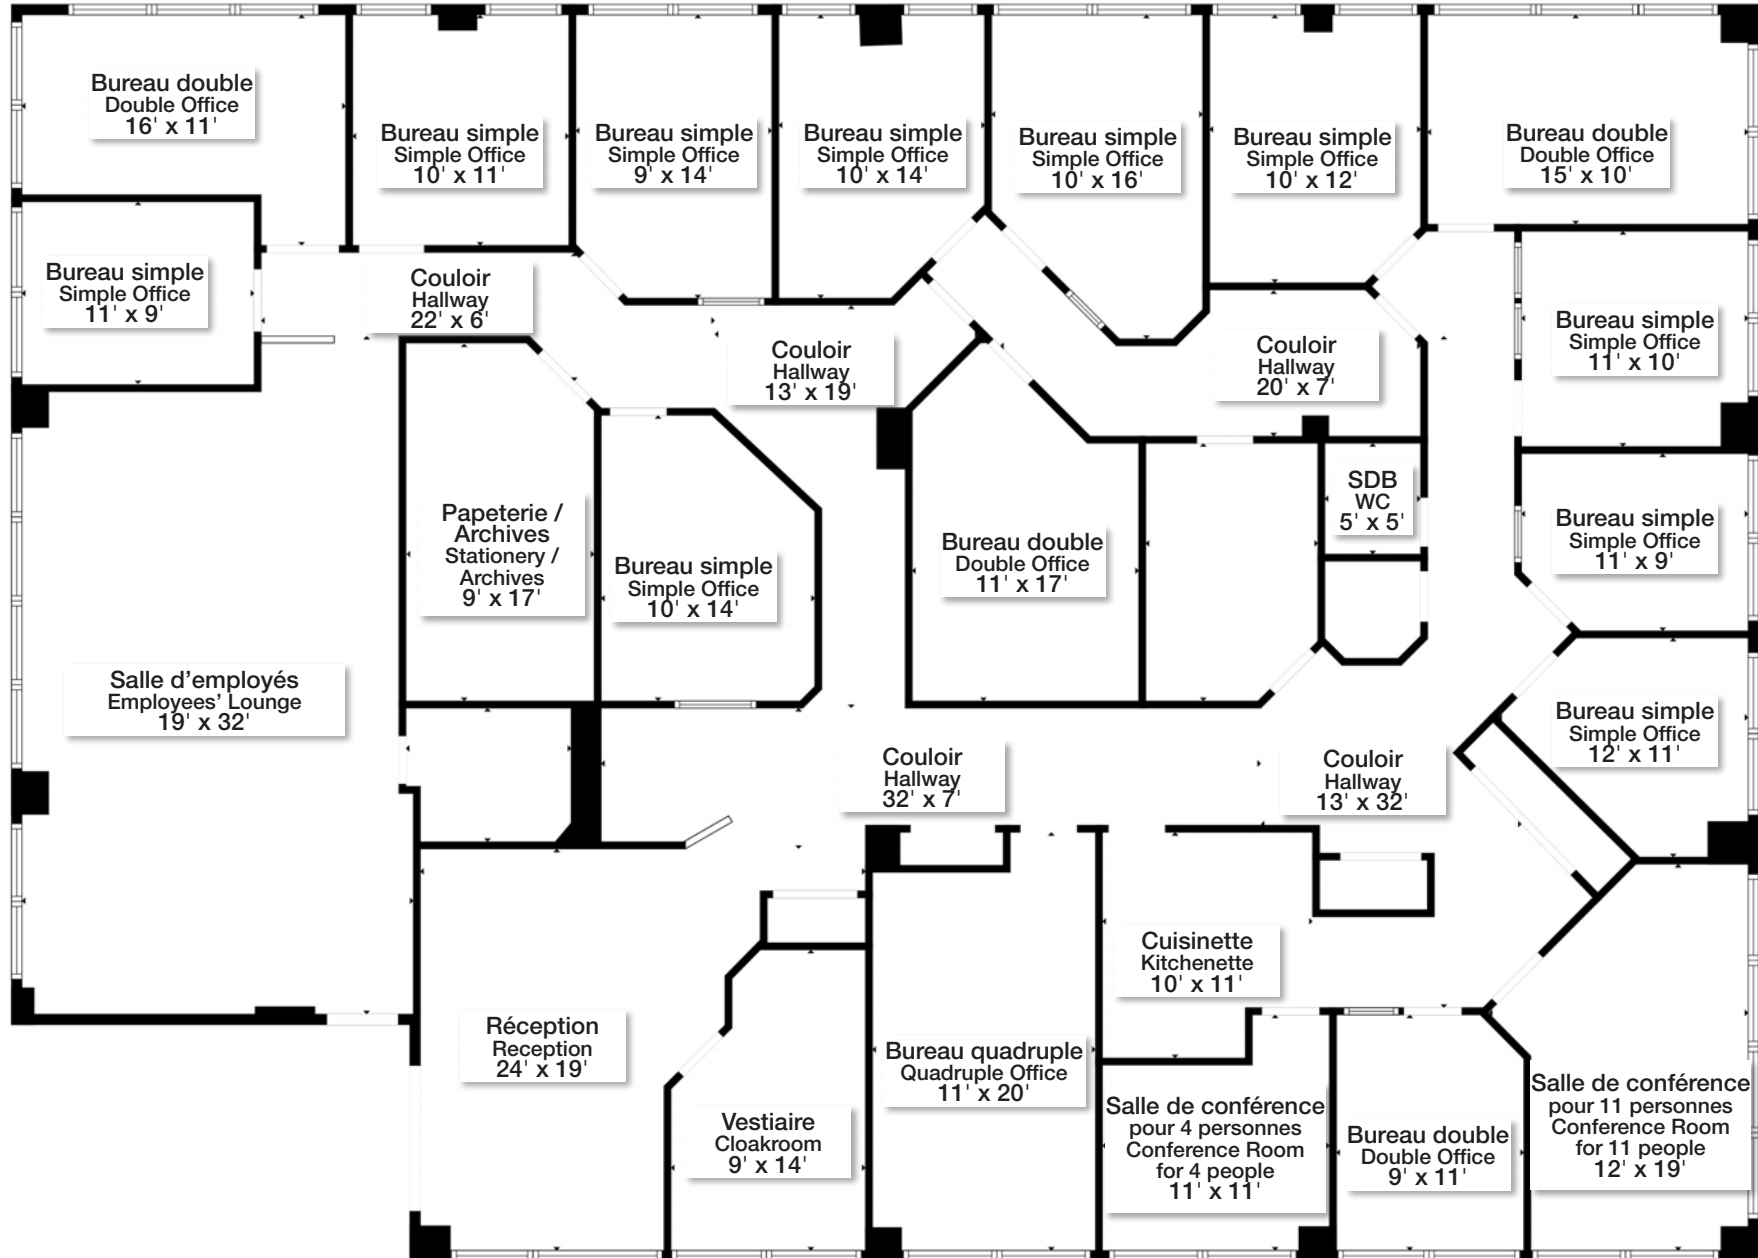 Bureau double
Double Office
16' x 11'
Bureau simple
Simple Office
10' x 11'
Bureau simple
Simple Office
9' x 14'
Bureau simple
Simple Office
10' x 14'
Bureau simple
Simple Office
10' x 16'
Bureau simple
Simple Office
10' x 12'
Bureau double
Double Office
15' x 10'
Bureau simple
Simple Office
11' x 9'
Couloir
Hallway
22' x 6'
Couloir
Hallway
13' x 19'
Couloir
Hallway
20' x 7'
Bureau simple
Simple Office
11' x 10'
Papeterie /
Archives
Stationery /
Archives
9' x 17'
Bureau simple
Simple Office
10' x 14'
Bureau double
Double Office
11' x 17'
SDB
WC
5' x 5'
Bureau simple
Simple Office
11' x 9'
Salle d'employés
Employees' Lounge
19' x 32'
Couloir
Hallway
32' x 7'
Couloir
Hallway
13' x 32'
Bureau simple
Simple Office
12' x 11'
Cuisinette
Kitchenette
10' x 11'
Réception
Reception
24' x 19'
Vestiaire
Cloakroom
9' x 14'
Bureau quadruple
Quadruple Office
11' x 20'
Salle de conférence
pour 4 personnes
Conference Room
for 4 people
11' x 11'
Bureau double
Double Office
9' x 11'
Salle de conférence
pour 11 personnes
Conference Room
for 11 people
12' x 19'